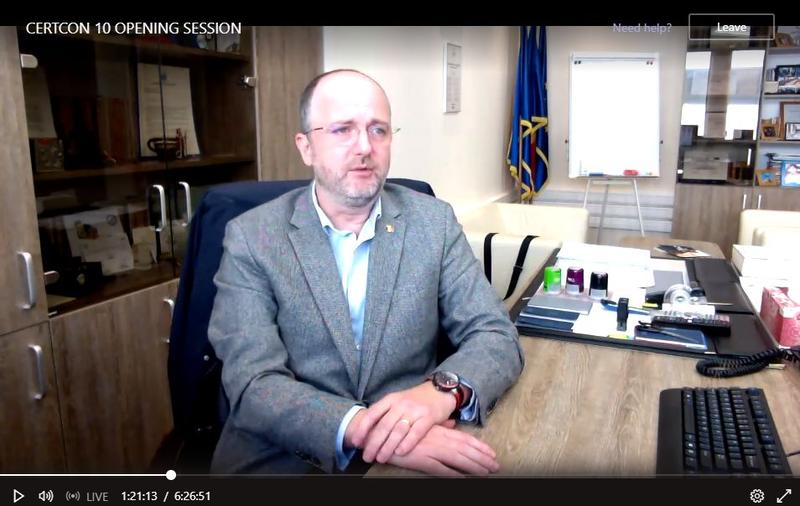 CERTCON 10 OPENING SESSION
Need help?
Leave
LIVE
1:21:13 / 6:26:51